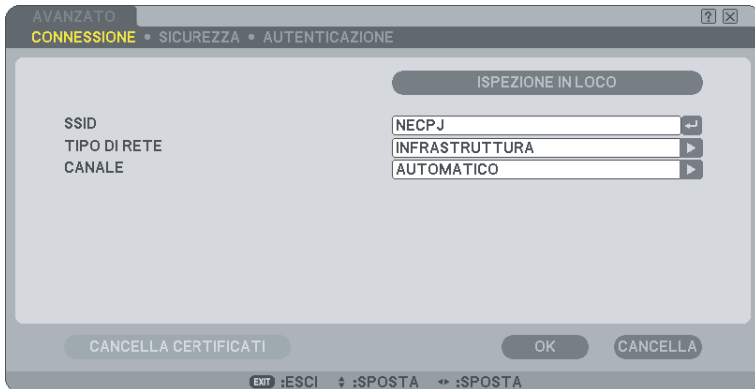 AVANZATO
CONNESSIONE • SICUREZZA • AUTENTICAZIONE
ISPEZIONE IN LOCO
SSID NECPJ
TIPO DI RETE INFRASTRUTTURA
CANALE AUTOMATICO
CANCELLA CERTIFICATI OK CANCELLA
EXIT :ESCI :SPOSTA :SPOSTA